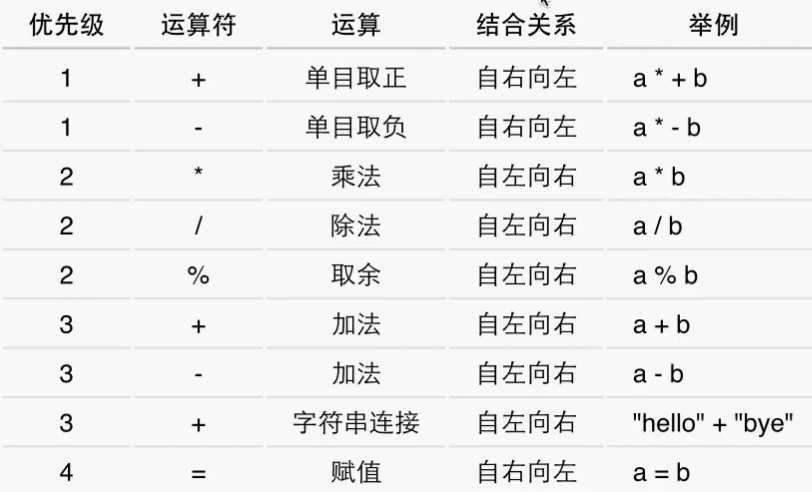 优先级 运算符 运算 结合关系 举例
1 + 单目取正 自右向左 a * + b
1 - 单目取负 自右向左 a * - b
2 * 乘法 自左向右 a * b
2 / 除法 自左向右 a / b
2 % 取余 自左向右 a % b
3 + 加法 自左向右 a + b
3 - 加法 自左向右 a - b
3 + 字符串连接 自左向右 "hello" + "bye"
4 = 赋值 自右向左 a = b